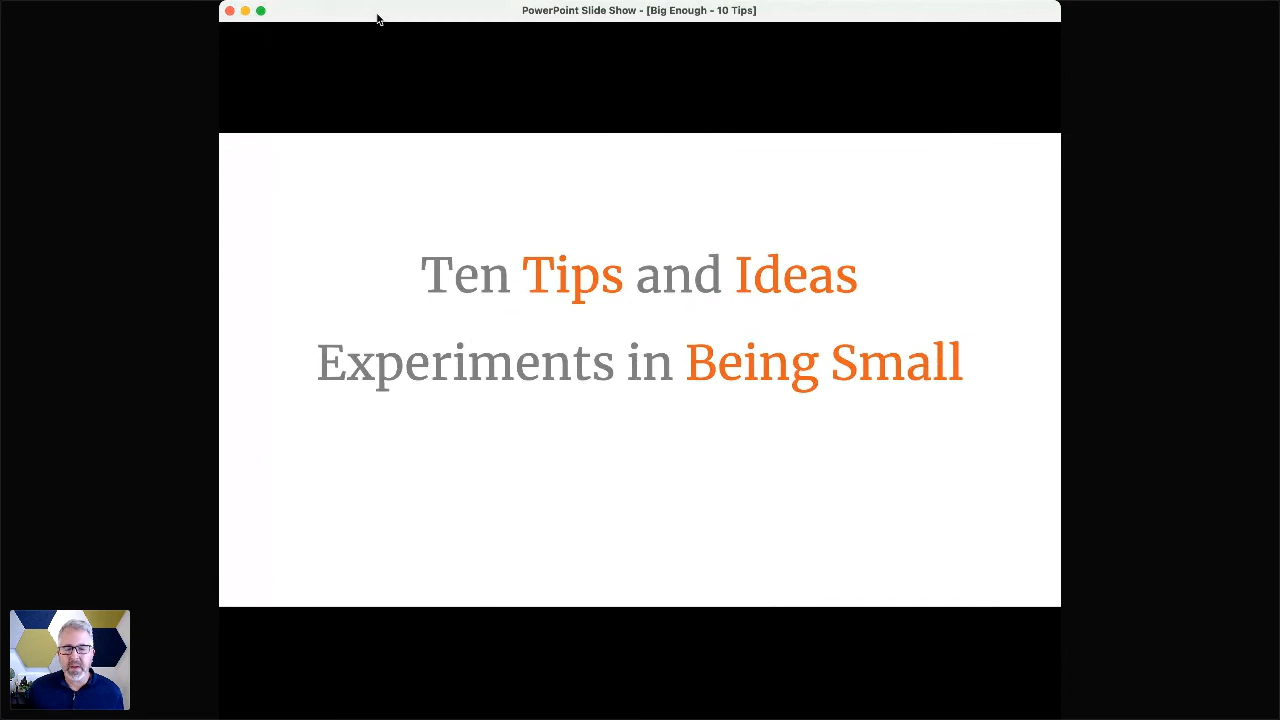 PowerPoint Slide Show - [Big Enough - 10 Tips]
Ten Tips and Ideas
Experiments in Being Small